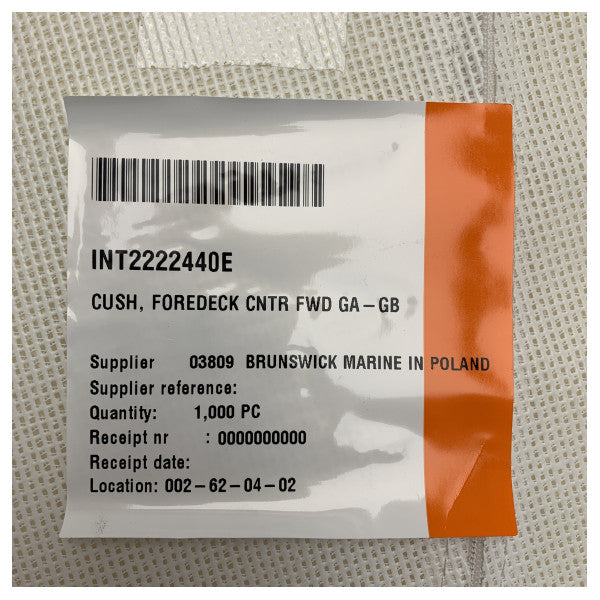 INT2222440E
CUSH, FOREDECK CNTR FWD GA-GB
Supplier 03809 BRUNSWICK MARINE IN POLAND
Supplier reference:
Quantity: 1,000 PC
Receipt nr : 0000000000
Receipt date:
Location: 002-62-04-02